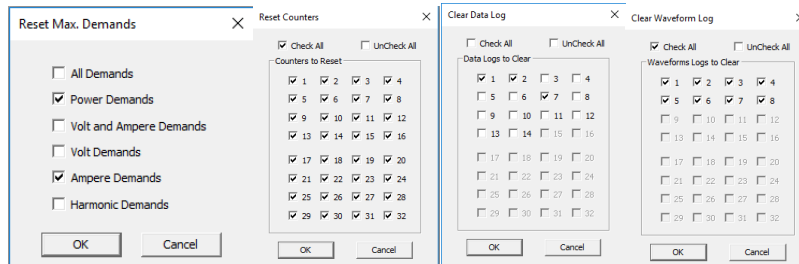 Reset Max. Demands
All Demands
Power Demands
Volt and Ampere Demands
Volt Demands
Ampere Demands
Harmonic Demands
OK Cancel
Reset Counters
Check All UnCheck All
Counters to Reset
1 2 3 4
5 6 7 8
9 10 11 12
13 14 15 16
17 18 19 20
21 22 23 24
25 26 27 28
29 30 31 32
OK Cancel
Clear Data Log
Check All UnCheck All
Data Logs to Clear
1 2 3 4
5 6 7 8
9 10 11 12
13 14 15 16
17 18 19 20
21 22 23 24
25 26 27 28
29 30 31 32
OK Cancel
Clear Waveform Log
Check All UnCheck All
Waveforms Logs to Clear
1 2 3 4
5 6 7 8
9 10 11 12
13 14 15 16
17 18 19 20
21 22 23 24
25 26 27 28
29 30 31 32
OK Cancel